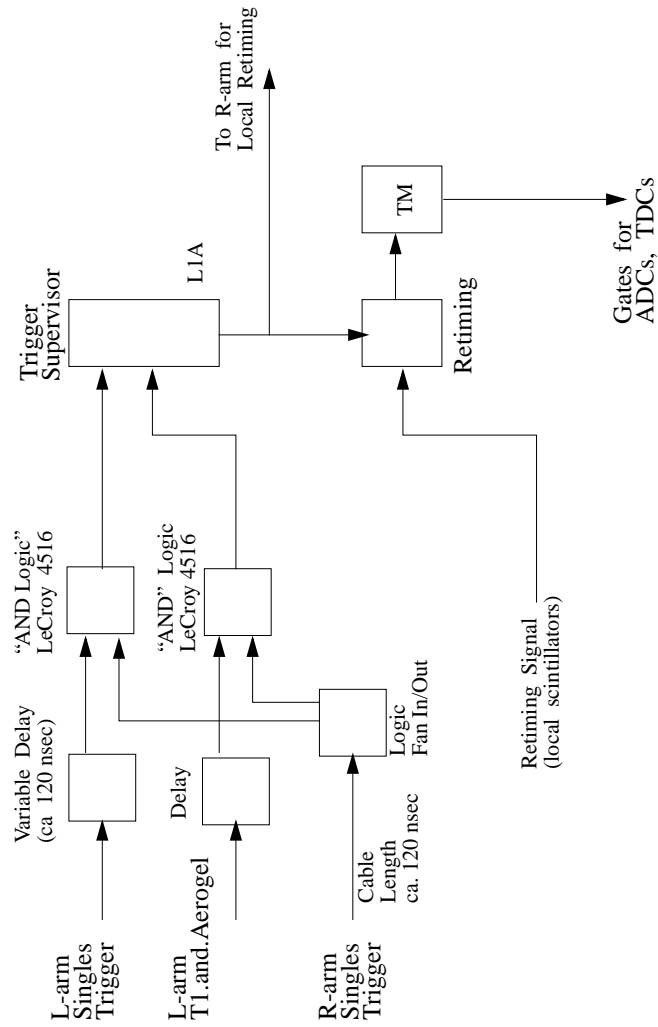 L-arm
Singles
Trigger
Variable Delay
(ca 120 nsec)
“AND Logic”
LeCroy 4516
Trigger
Supervisor
L1A
To R-arm for
Local Retiming
L-arm
T1.and.Aerogel
Delay
“AND” Logic
LeCroy 4516
R-arm
Singles
Trigger
Cable
Length
ca. 120 nsec
Logic
Fan In/Out
Retiming
TM
Retiming Signal
(local scintillators)
Gates for
ADCs, TDCs